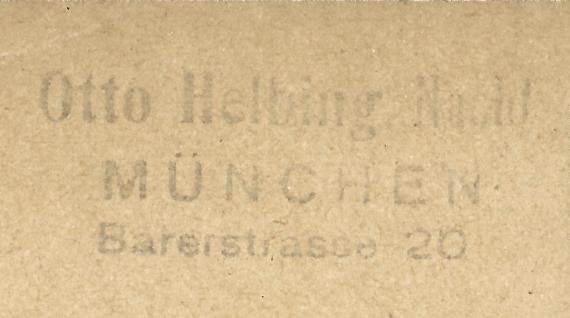 Otto Helbing Nachf
MÜNCHEN
Barerstrasse 20